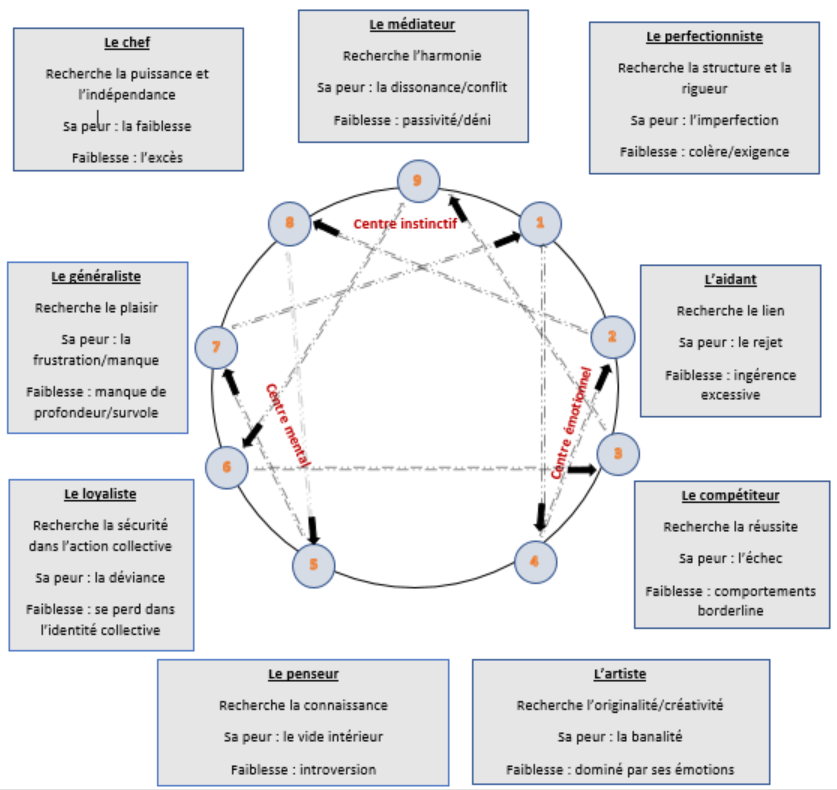 Le chef
Recherche la puissance et
l'indépendance
Sa peur : la faiblesse
Faiblesse : l'excès
Le médiateur
Recherche l'harmonie
Sa peur : la dissonance/conflit
Faiblesse : passivité/déni
Le perfectionniste
Recherche la structure et la
rigueur
Sa peur : l'imperfection
Faiblesse : colère/exigence
9
8
Centre instinctif
1
Le généraliste
Recherche le plaisir
Sa peur : la
frustration/manque
Faiblesse : manque de
profondeur/survole
7
2
L'aidant
Recherche le lien
Sa peur : le rejet
Faiblesse : ingérence
excessive
Centre mental
Centre émotionnel
6
3
Le loyaliste
Recherche la sécurité
dans l'action collective
Sa peur : la déviance
Faiblesse : se perd dans
l'identité collective
5
4
Le compétiteur
Recherche la réussite
Sa peur : l'échec
Faiblesse : comportements
borderline
Le penseur
Recherche la connaissance
Sa peur : le vide intérieur
Faiblesse : introversion
L'artiste
Recherche l'originalité/créativité
Sa peur : la banalité
Faiblesse : dominé par ses émotions